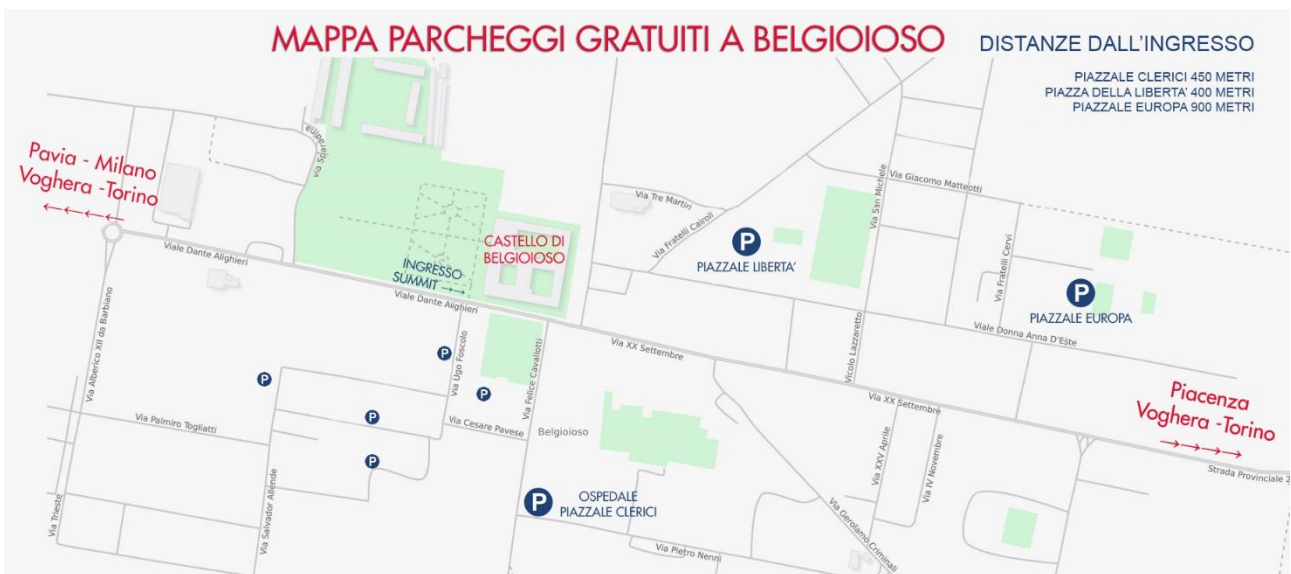 MAPPA PARCHEGGI GRATUITI A BELGIOIOSO
DISTANZE DALL'INGRESSO
PIAZZALE CLERICI 450 METRI
PIAZZA DELLA LIBERTA' 400 METRI
PIAZZALE EUROPA 900 METRI
Pavia - Milano
Voghera -Torino
←←←←
via Sparadina
Viale Dante Alighieri
INGRESSO
SUMMIT →→
CASTELLO DI
BELGIOIOSO
Viale Dante Alighieri
Via Tre Martiri
Via Fratelli Cairoli
P
PIAZZALE LIBERTA'
Via San Michele
Via Giacomo Matteotti
Via Fratelli Cervi
P
PIAZZALE EUROPA
Viale Donna Anna D'Este
Vicolo Lazzaretto
Via XX Settembre
Via XX Settembre
Piacenza
Voghera -Torino
→→→→
Strada Provinciale 2
Via Alberico XII da Barbiano
P
P
P
P
P
Via Ugo Foscolo
Via Felice Cavallotti
Via Cesare Pavese
Belgioioso
Via Palmiro Togliatti
Via Salvador Allende
Via Trieste
P
OSPEDALE
PIAZZALE CLERICI
Via Pietro Nenni
Via Gerolamo Criminali
Via XXV Aprile
Via IV Novembre